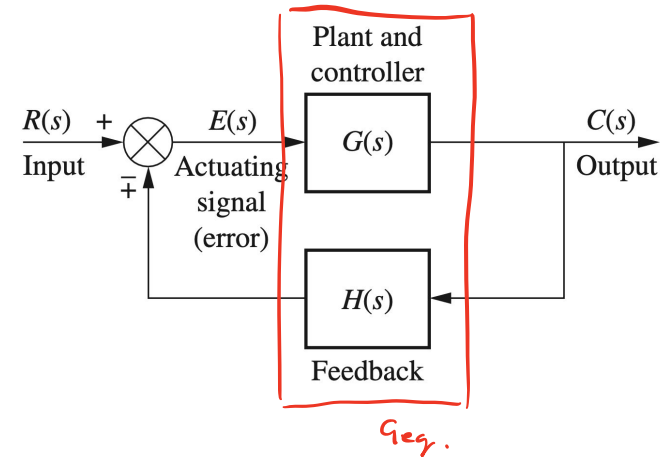 Plant and
controller
R(s) + E(s) G(s) C(s)
Input Actuating Output
∓ signal
(error)
H(s)
Feedback
Geq.